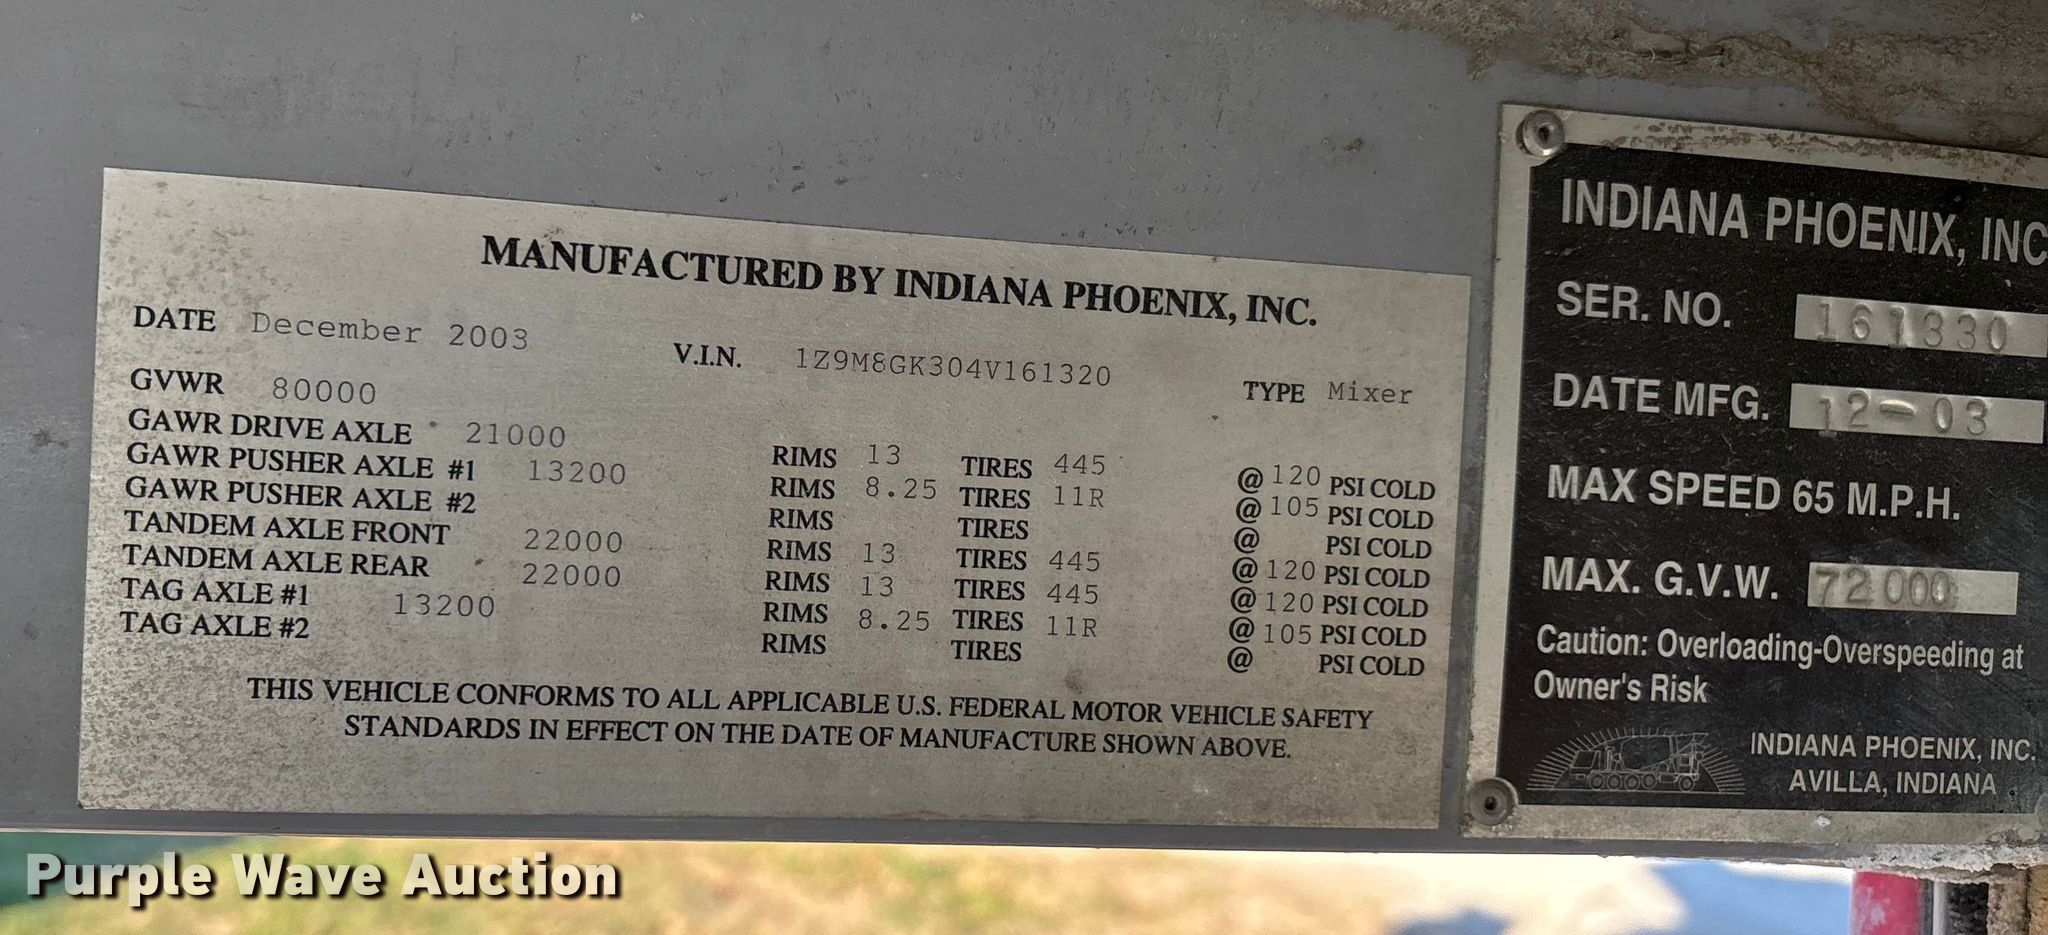 MANUFACTURED BY INDIANA PHOENIX, INC.
DATE December 2003
V.I.N. 1Z9M8GK304V161320
GVWR 80000
TYPE Mixer
GAWR DRIVE AXLE 21000 RIMS 13 TIRES 445 @ 120 PSI COLD
GAWR PUSHER AXLE #1 13200 RIMS 8.25 TIRES 11R @ 105 PSI COLD
GAWR PUSHER AXLE #2 RIMS TIRES @ PSI COLD
TANDEM AXLE FRONT 22000 RIMS 13 TIRES 445 @ 120 PSI COLD
TANDEM AXLE REAR 22000 RIMS 13 TIRES 445 @ 120 PSI COLD
TAG AXLE #1 13200 RIMS 8.25 TIRES 11R @ 105 PSI COLD
TAG AXLE #2 RIMS TIRES @ PSI COLD
THIS VEHICLE CONFORMS TO ALL APPLICABLE U.S. FEDERAL MOTOR VEHICLE SAFETY
STANDARDS IN EFFECT ON THE DATE OF MANUFACTURE SHOWN ABOVE.
INDIANA PHOENIX, INC
SER. NO. 161330
DATE MFG. 12-03
MAX SPEED 65 M.P.H.
MAX. G.V.W. 72000
Caution: Overloading-Overspeeding at
Owner's Risk
INDIANA PHOENIX, INC.
AVILLA, INDIANA
Purple Wave Auction